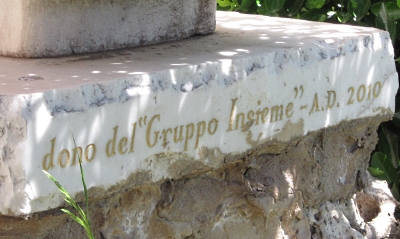 dono del "Gruppo Insieme" - A.D. 2010